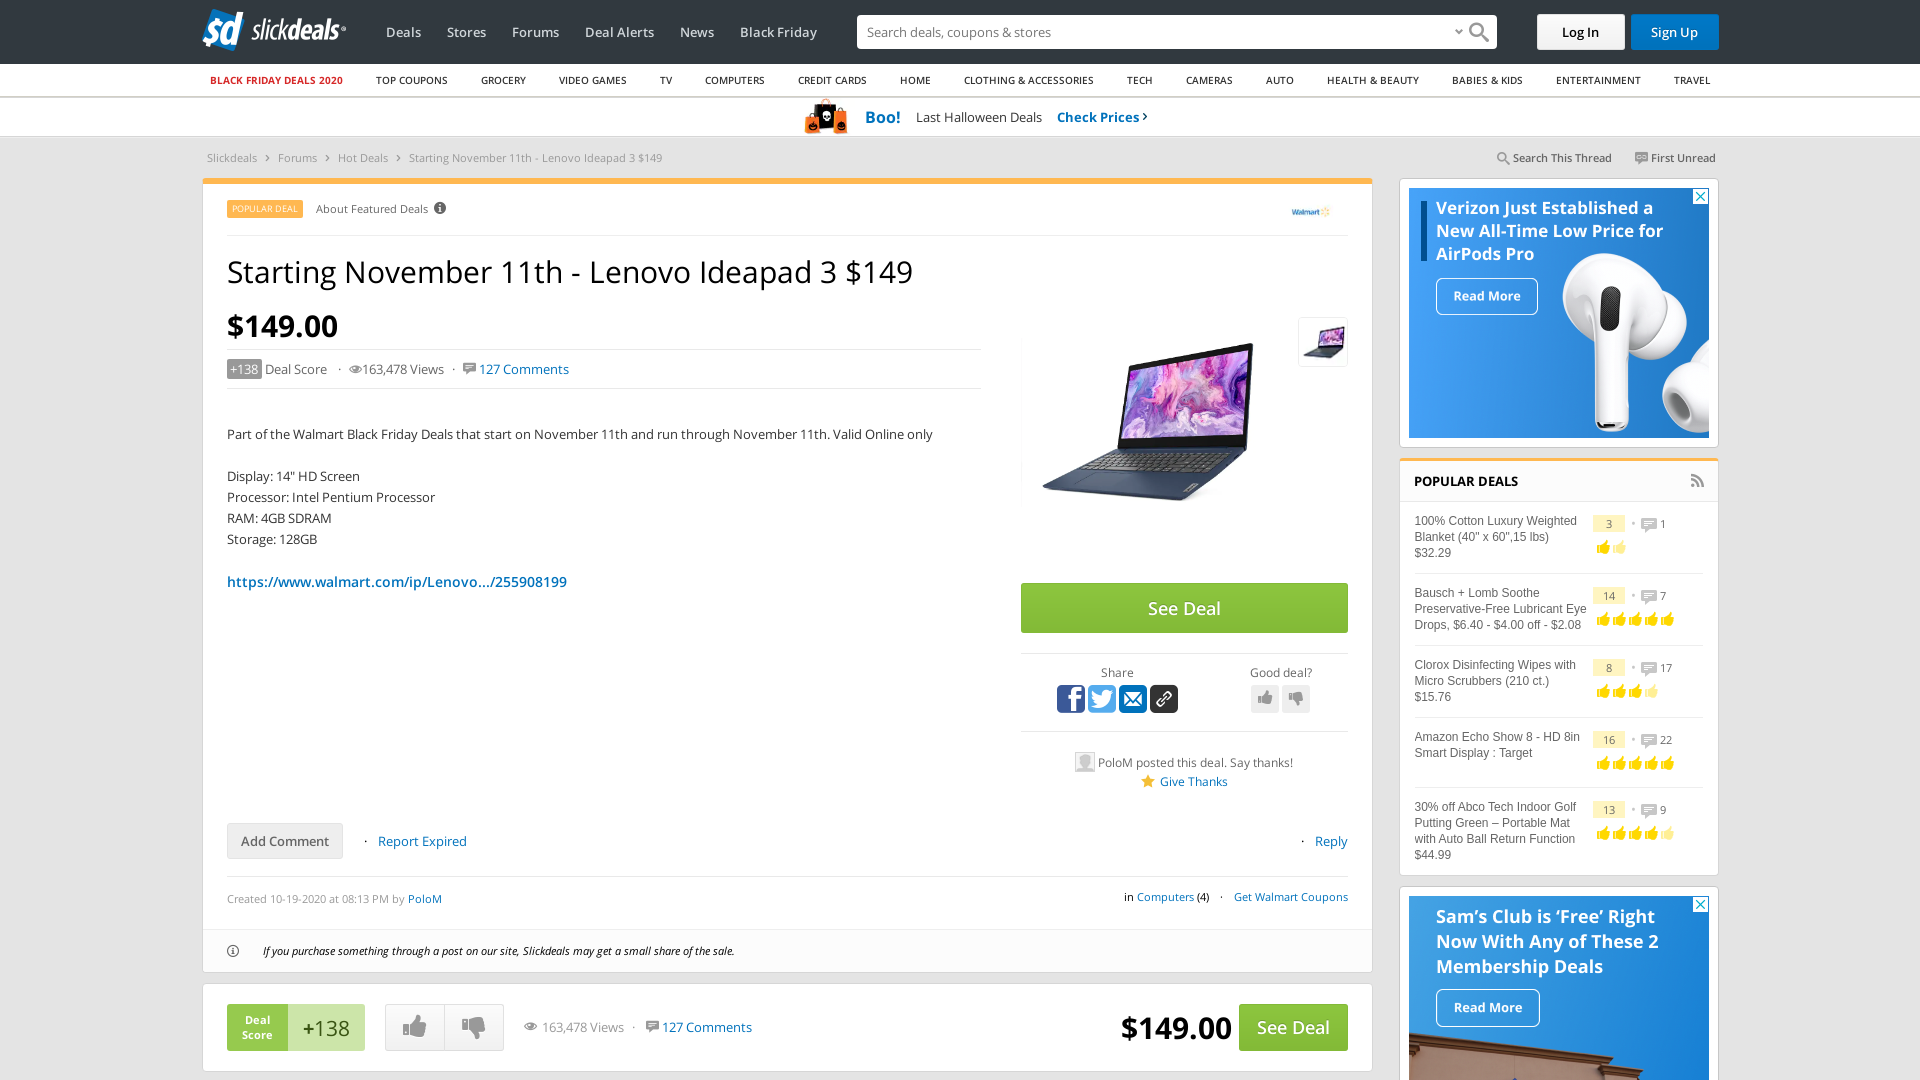 sd slickdeals
Deals
Stores
Forums
Deal Alerts
News
Black Friday
Search deals, coupons & stores
Log In
Sign Up
BLACK FRIDAY DEALS 2020
TOP COUPONS
GROCERY
VIDEO GAMES
TV
COMPUTERS
CREDIT CARDS
HOME
CLOTHING & ACCESSORIES
TECH
CAMERAS
AUTO
HEALTH & BEAUTY
BABIES & KIDS
ENTERTAINMENT
TRAVEL
Boo! Last Halloween Deals Check Prices ›
Slickdeals › Forums › Hot Deals › Starting November 11th - Lenovo Ideapad 3 $149
Search This Thread
First Unread
POPULAR DEAL
About Featured Deals
Walmart
Starting November 11th - Lenovo Ideapad 3 $149
$149.00
+138 Deal Score · 163,478 Views · 127 Comments
Part of the Walmart Black Friday Deals that start on November 11th and run through November 11th. Valid Online only
Display: 14" HD Screen
Processor: Intel Pentium Processor
RAM: 4GB SDRAM
Storage: 128GB
https://www.walmart.com/ip/Lenovo.../255908199
See Deal
Share
Good deal?
PoloM posted this deal. Say thanks!
Give Thanks
Add Comment
· Report Expired
· Reply
Created 10-19-2020 at 08:13 PM by PoloM
in Computers (4) · Get Walmart Coupons
If you purchase something through a post on our site, Slickdeals may get a small share of the sale.
Deal
Score
+138
163,478 Views · 127 Comments
$149.00
See Deal
Verizon Just Established a
New All-Time Low Price for
AirPods Pro
Read More
POPULAR DEALS
100% Cotton Luxury Weighted
Blanket (40" x 60",15 lbs)
$32.29
3 • 1
Bausch + Lomb Soothe
Preservative-Free Lubricant Eye
Drops, $6.40 - $4.00 off - $2.08
14 • 7
Clorox Disinfecting Wipes with
Micro Scrubbers (210 ct.)
$15.76
8 • 17
Amazon Echo Show 8 - HD 8in
Smart Display : Target
16 • 22
30% off Abco Tech Indoor Golf
Putting Green – Portable Mat
with Auto Ball Return Function
$44.99
13 • 9
Sam's Club is ‘Free’ Right
Now With Any of These 2
Membership Deals
Read More